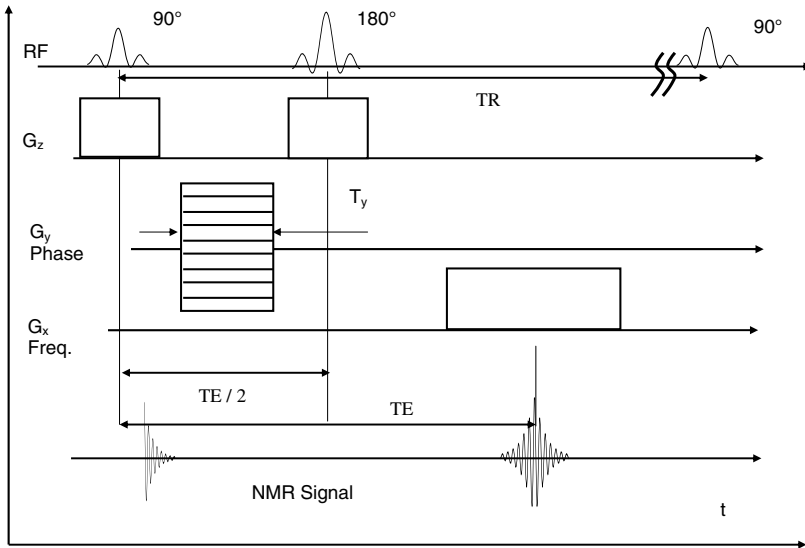 90°
180°
90°
RF
TR
G_z
T_y
G_y
Phase
G_x
Freq.
TE / 2
TE
NMR Signal
t